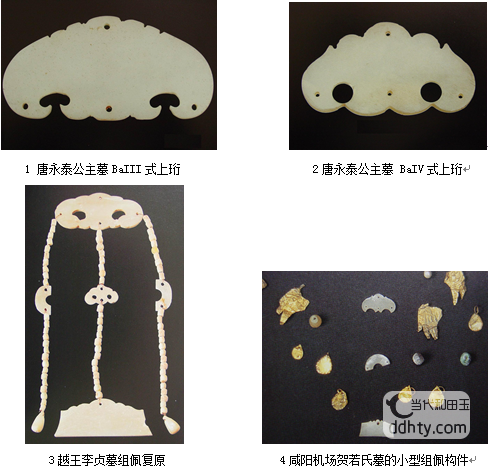 1 唐永泰公主墓 BaIII 式上珩
2 唐永泰公主墓 BaIV 式上珩
当代和田玉
ddhty.com
3 越王李贞墓组佩复原
4 咸阳机场贺若氏墓的小型组佩构件